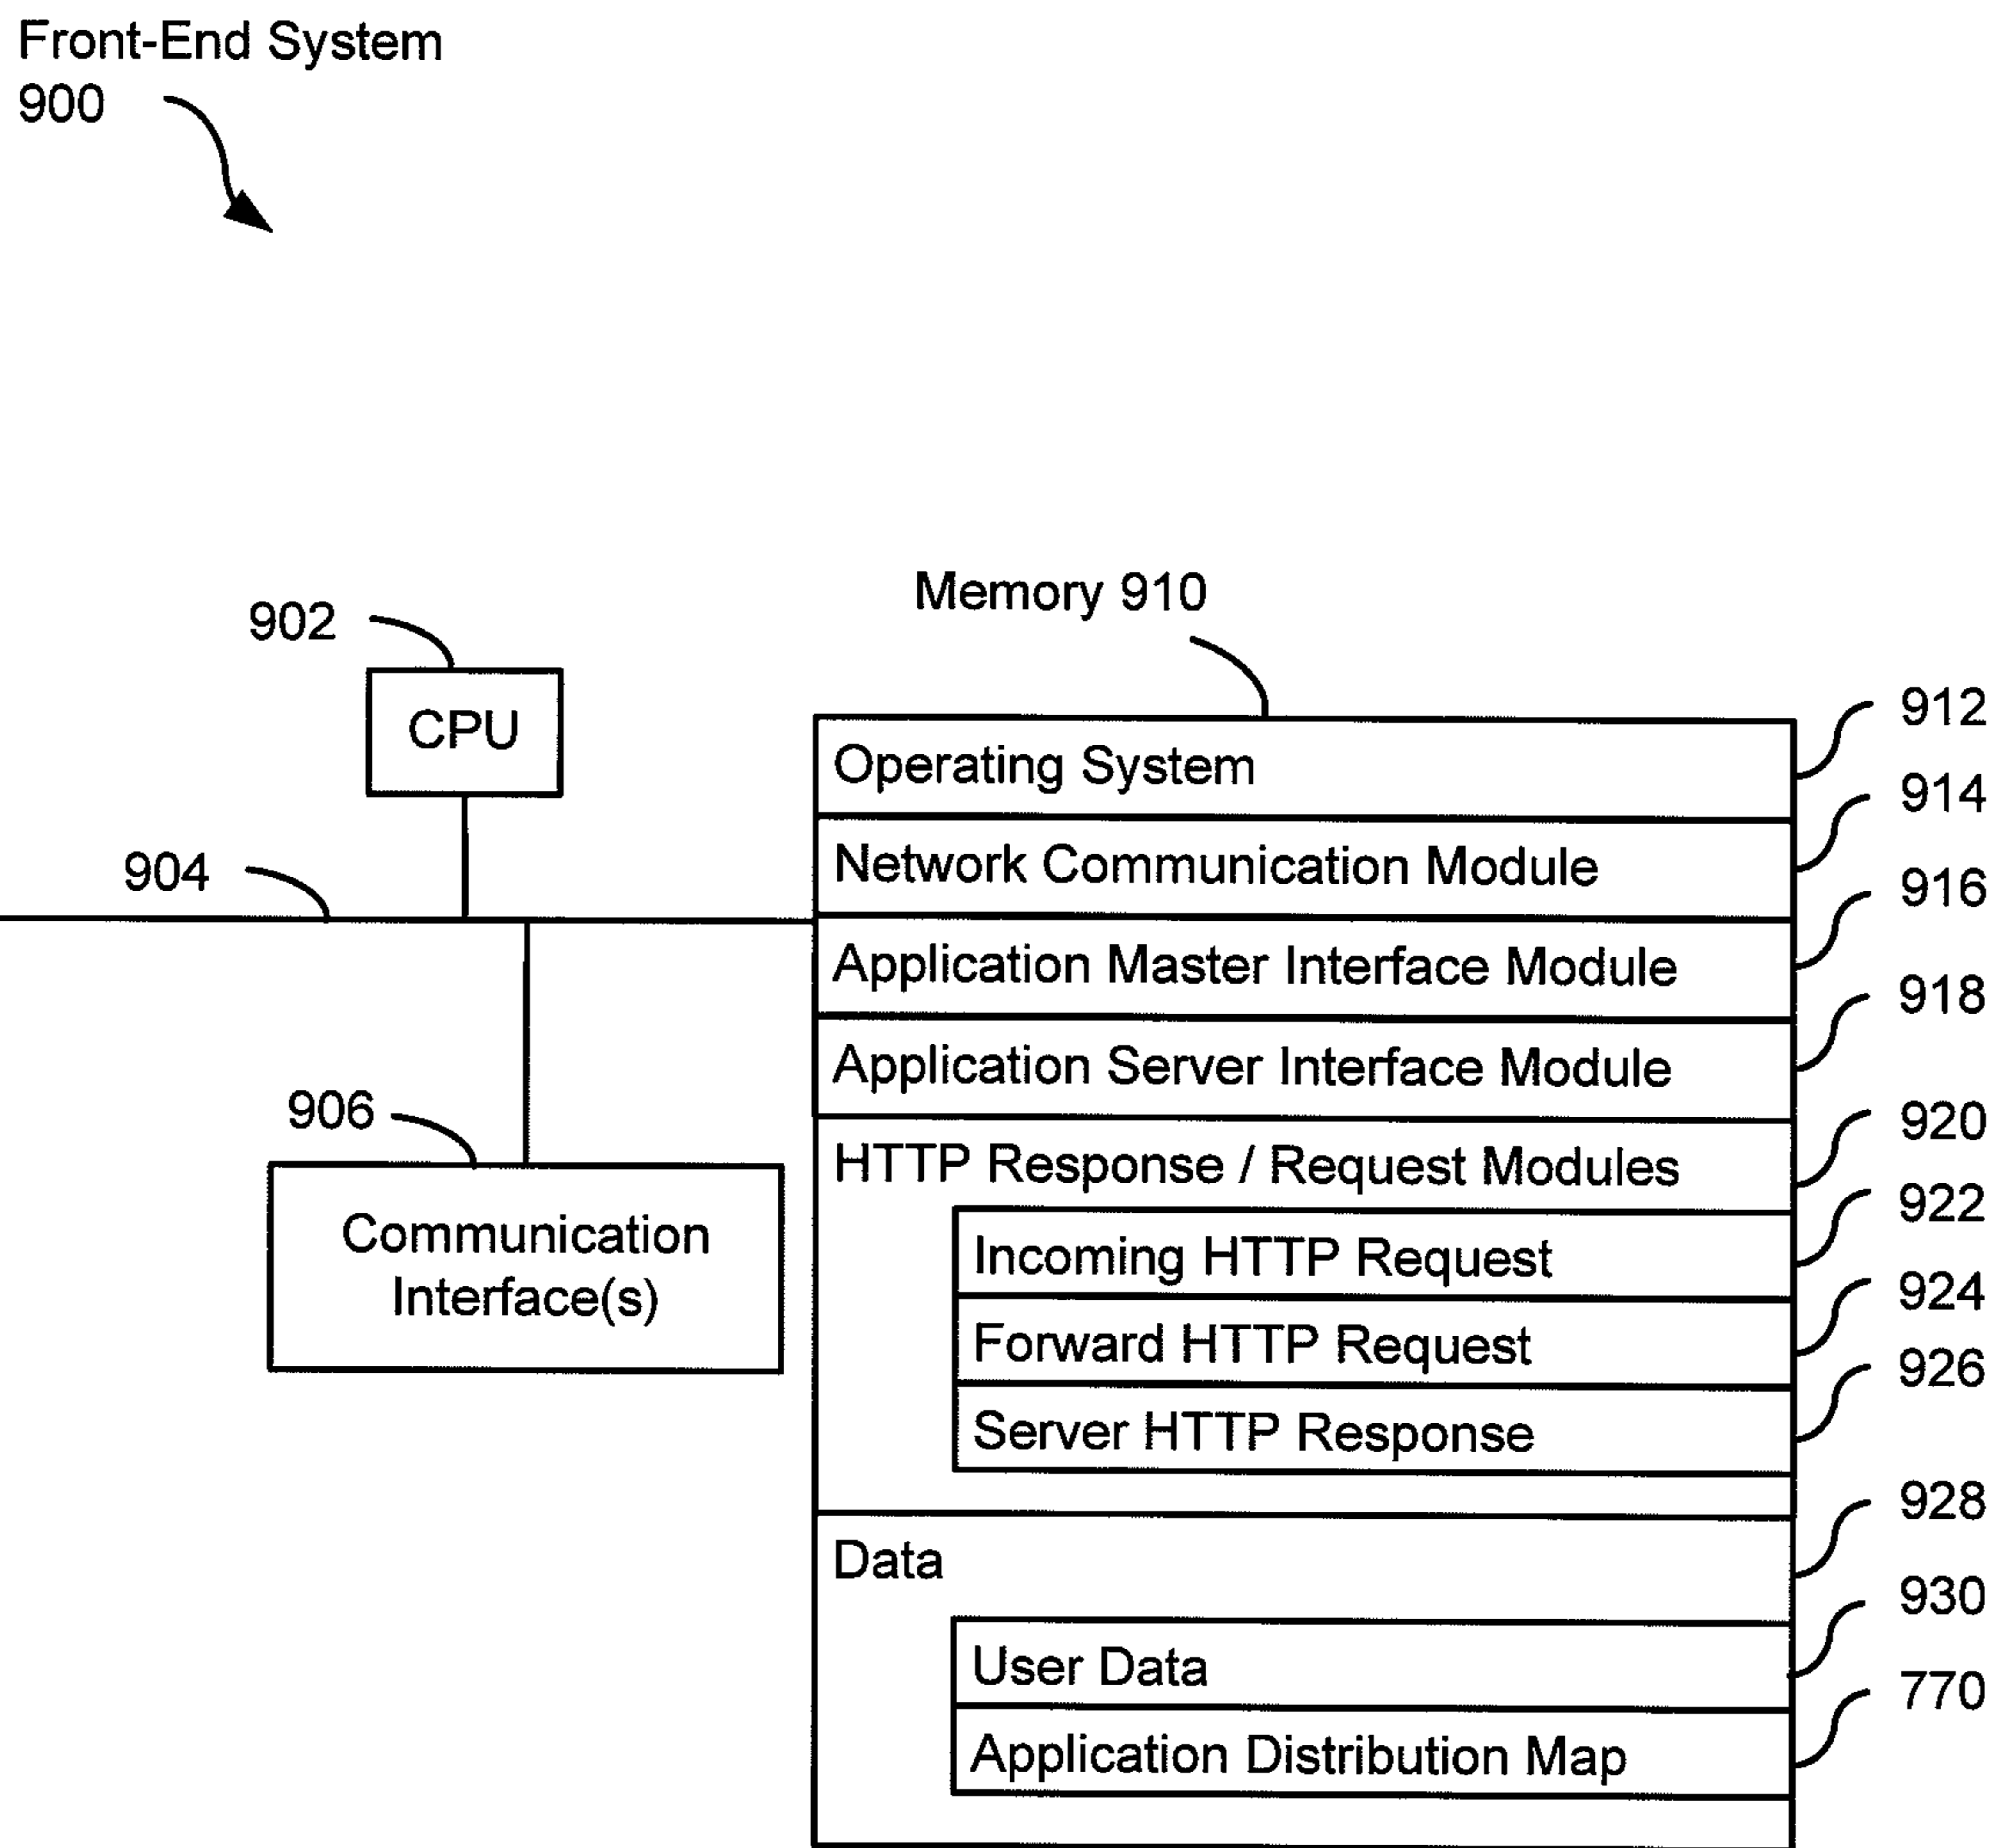 Front-End System
900
Memory 910
902
CPU
904
906
Communication
Interface(s)
Operating System
912
Network Communication Module
914
Application Master Interface Module
916
Application Server Interface Module
918
HTTP Response / Request Modules
920
Incoming HTTP Request
922
Forward HTTP Request
924
Server HTTP Response
926
Data
928
User Data
930
Application Distribution Map
770